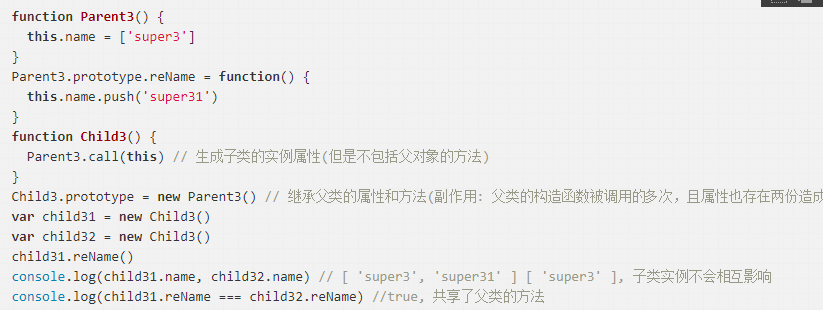 function Parent3() {
  this.name = ['super3']
}
Parent3.prototype.reName = function() {
  this.name.push('super31')
}
function Child3() {
  Parent3.call(this) // 生成子类的实例属性(但是不包括父对象的方法)
}
Child3.prototype = new Parent3() // 继承父类的属性和方法(副作用: 父类的构造函数被调用的多次，且属性也存在两份造成
var child31 = new Child3()
var child32 = new Child3()
child31.reName()
console.log(child31.name, child32.name) // [ 'super3', 'super31' ] [ 'super3' ], 子类实例不会相互影响
console.log(child31.reName === child32.reName) //true, 共享了父类的方法